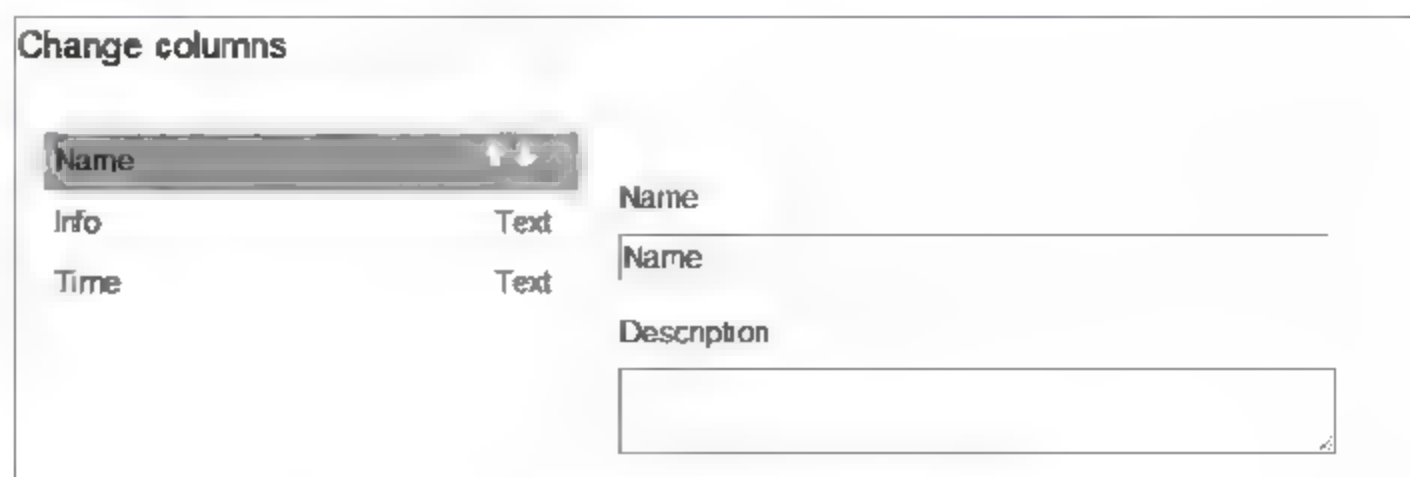 Change columns
Name
Info Text
Time Text
Name
Name
Description